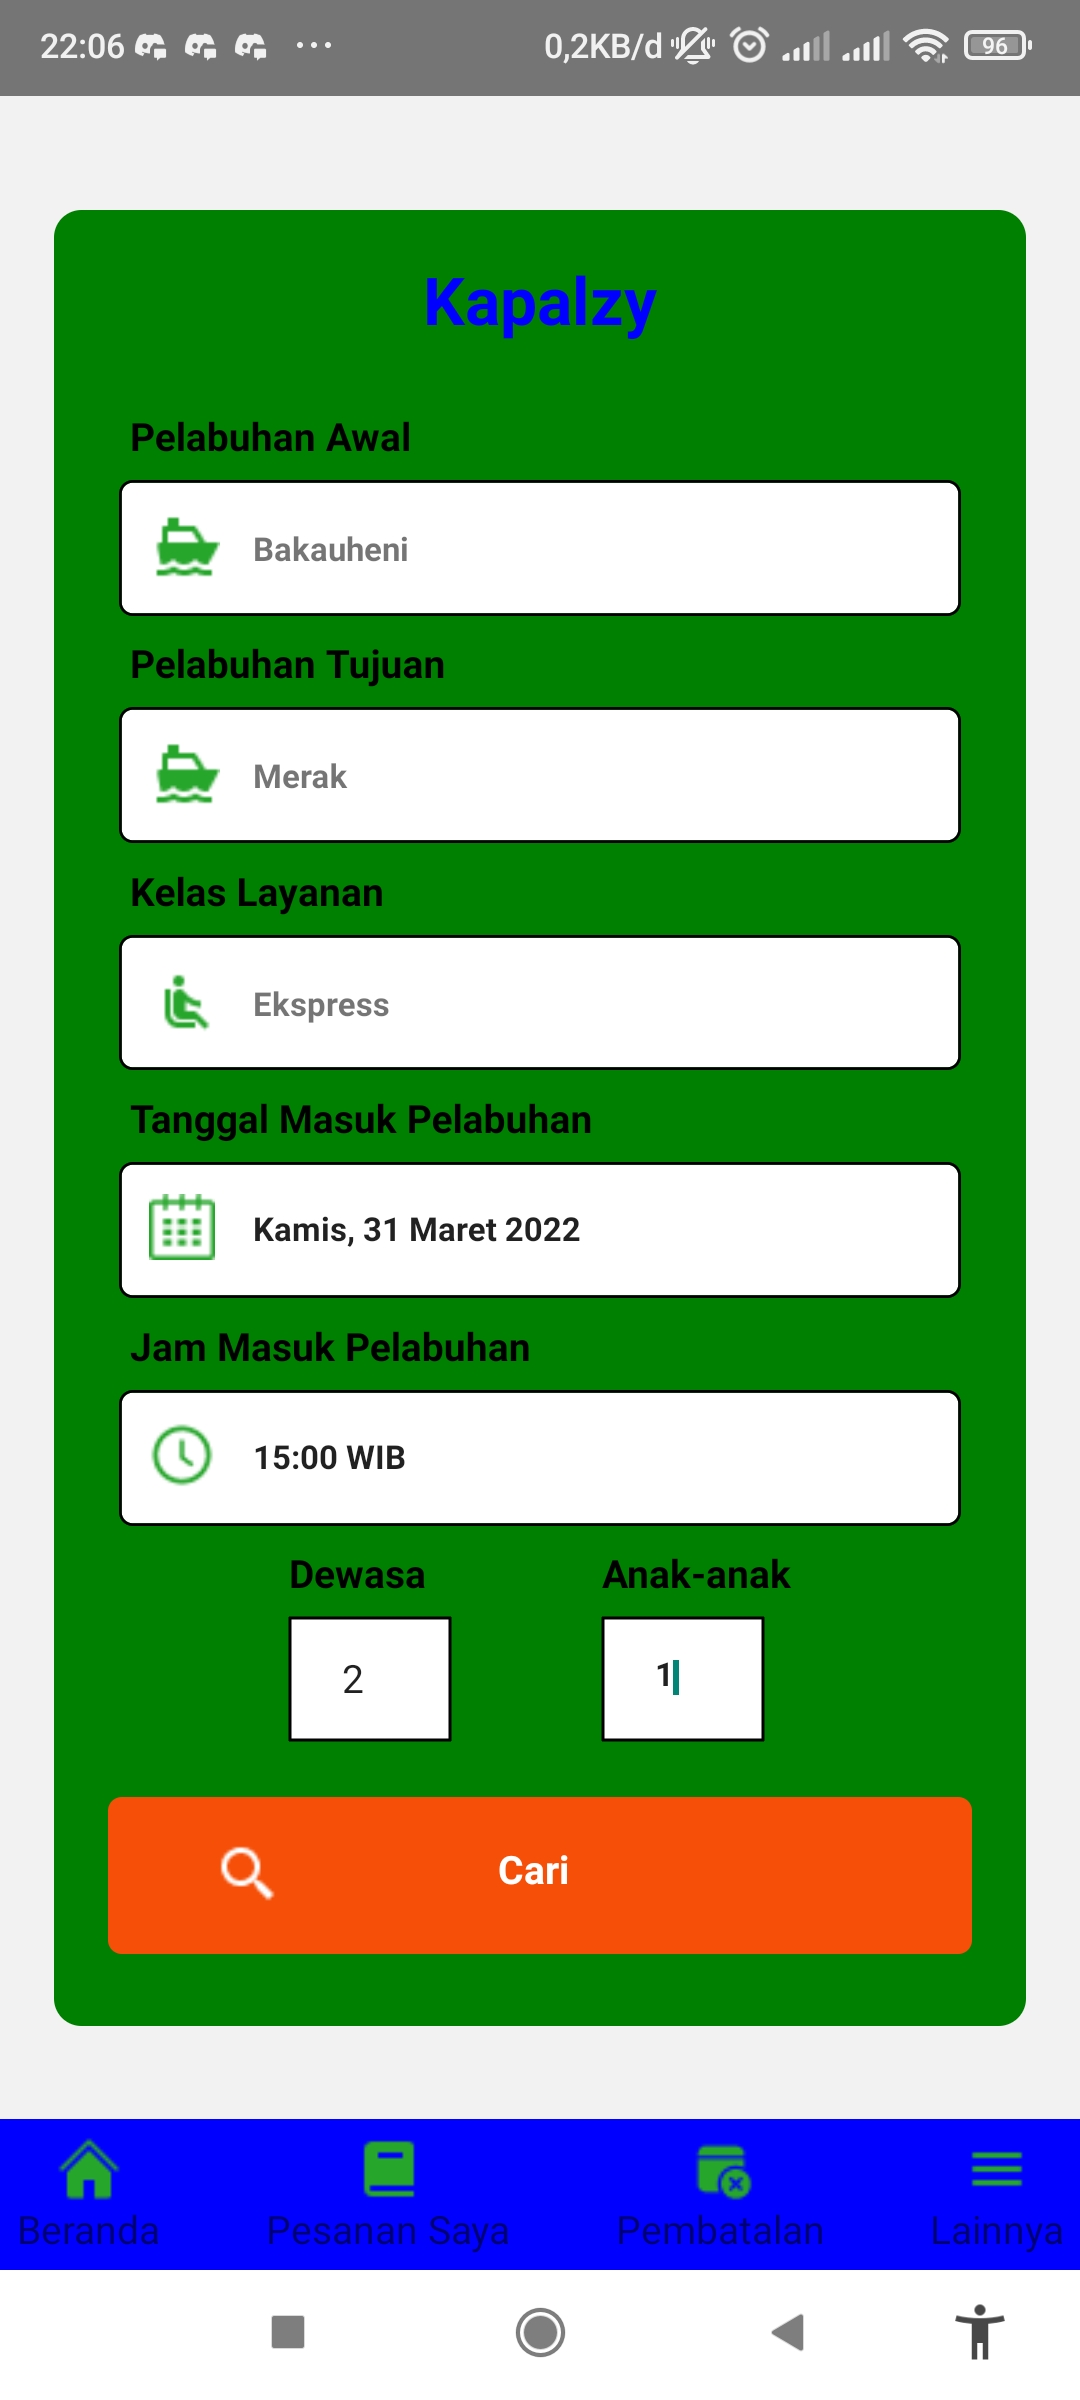 22:06 ... 0,2KB/d 96
Kapalzy
Pelabuhan Awal
Bakauheni
Pelabuhan Tujuan
Merak
Kelas Layanan
Ekspress
Tanggal Masuk Pelabuhan
Kamis, 31 Maret 2022
Jam Masuk Pelabuhan
15:00 WIB
Dewasa Anak-anak
2 1
Cari
Beranda Pesanan Saya Pembatalan Lainnya